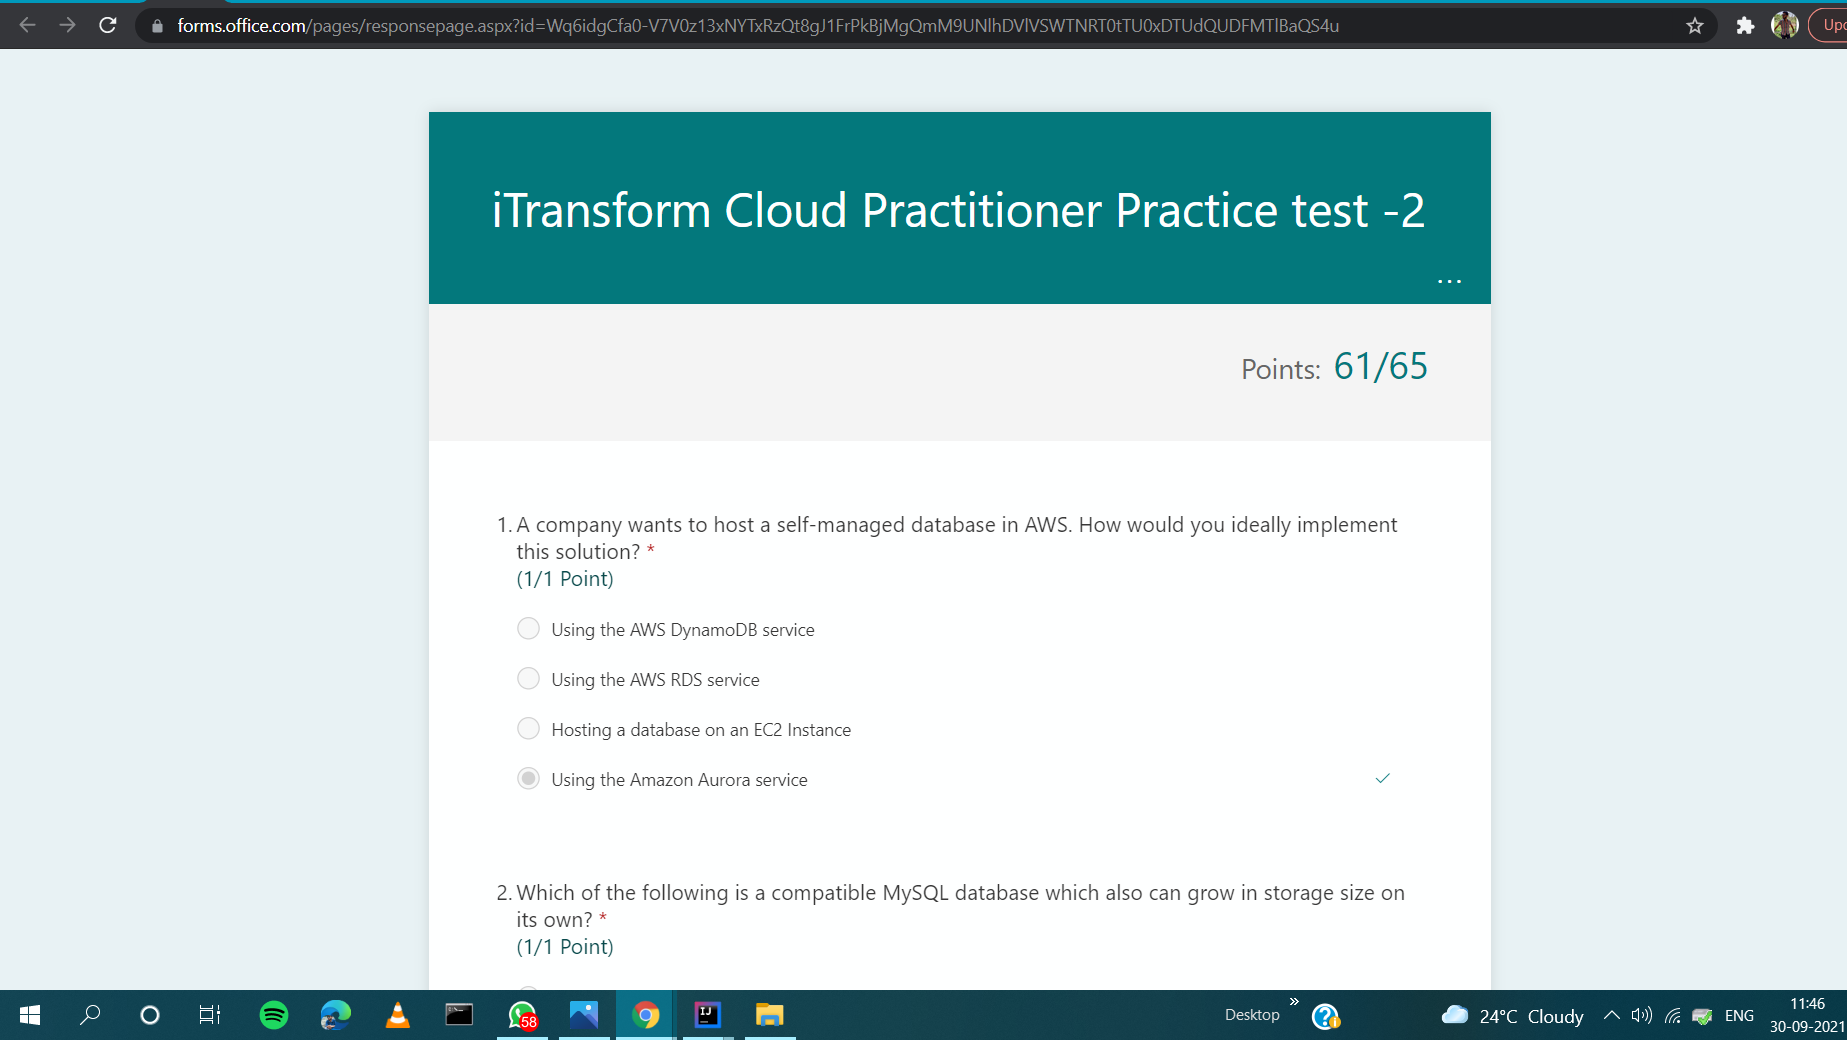 forms.office.com/pages/responsepage.aspx?id=Wq6idgCfa0-V7V0z13xNYTxRzQt8gJ1FrPkBjMgQmM9UNlhDVlVSWTNRT0tTU0xDTUdQUDFMTlBaQS4u
iTransform Cloud Practitioner Practice test -2
...
Points: 61/65
1. A company wants to host a self-managed database in AWS. How would you ideally implement
this solution? *
(1/1 Point)
Using the AWS DynamoDB service
Using the AWS RDS service
Hosting a database on an EC2 Instance
Using the Amazon Aurora service
2. Which of the following is a compatible MySQL database which also can grow in storage size on
its own? *
(1/1 Point)
58
IJ
Desktop
24°C Cloudy
ENG
11:46
30-09-2021